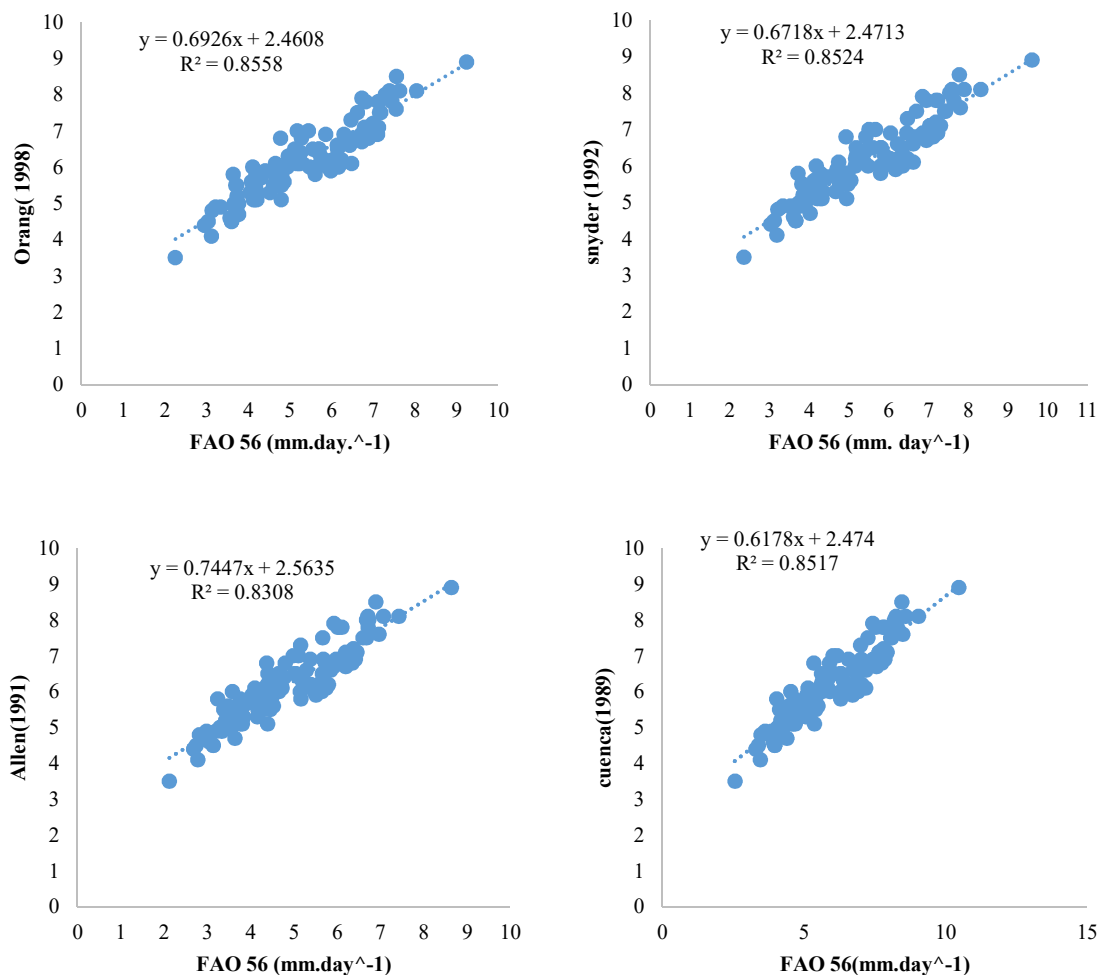 y = 0.6926x + 2.4608
R² = 0.8558
10
9
8
7
6
5
4
3
2
1
0
Orang( 1998)
0 1 2 3 4 5 6 7 8 9 10
FAO 56 (mm.day.^-1)
y = 0.6718x + 2.4713
R² = 0.8524
10
9
8
7
6
5
4
3
2
1
0
snyder (1992)
0 1 2 3 4 5 6 7 8 9 10 11
FAO 56 (mm. day^-1)
y = 0.7447x + 2.5635
R² = 0.8308
10
9
8
7
6
5
4
3
2
1
0
Allen(1991)
0 1 2 3 4 5 6 7 8 9 10
FAO 56 (mm.day^-1)
y = 0.6178x + 2.474
R² = 0.8517
10
9
8
7
6
5
4
3
2
1
0
cuenca(1989)
0 5 10 15
FAO 56(mm.day^-1)